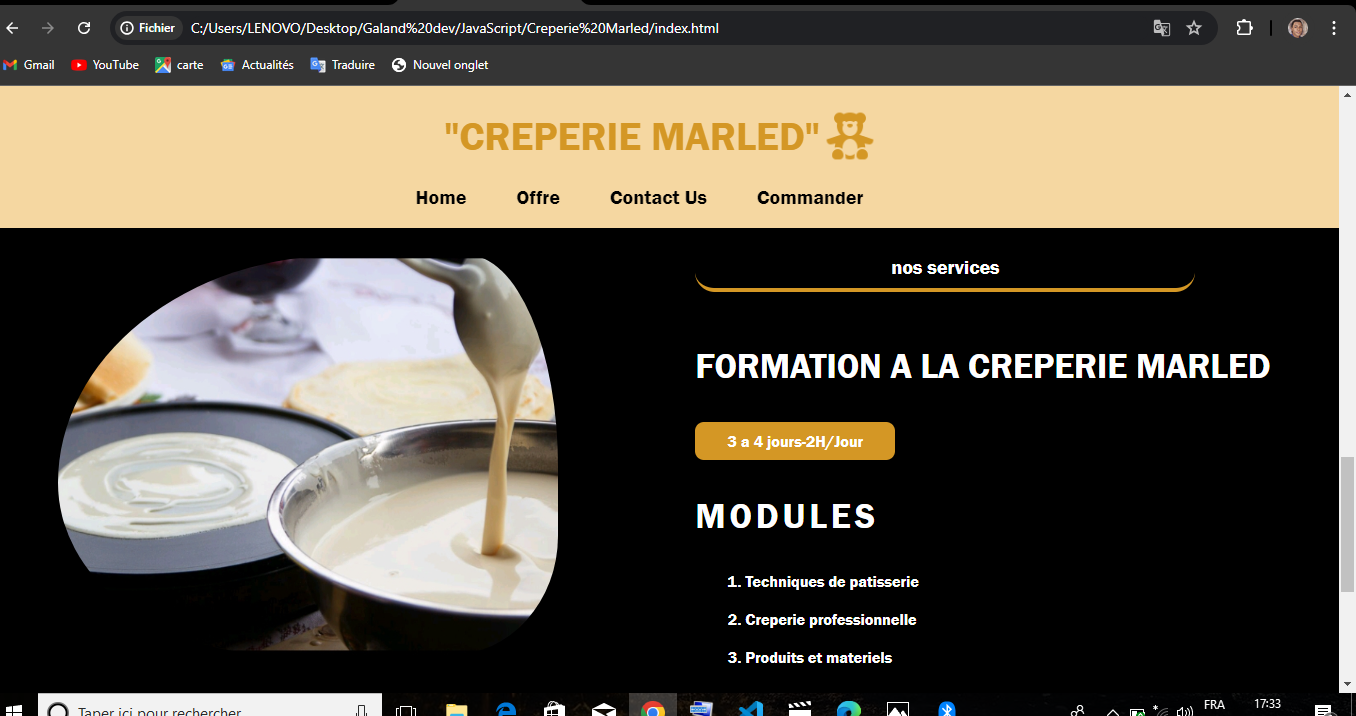 Fichier C:/Users/LENOVO/Desktop/Galand%20dev/JavaScript/Creperie%20Marled/index.html
Gmail YouTube carte Actualités Traduire Nouvel onglet
"CREPERIE MARLED"
Home Offre Contact Us Commander
nos services
FORMATION A LA CREPERIE MARLED
3 a 4 jours-2H/Jour
MODULES
1. Techniques de patisserie
2. Creperie professionnelle
3. Produits et materiels
Taper ici pour rechercher FRA 17:33